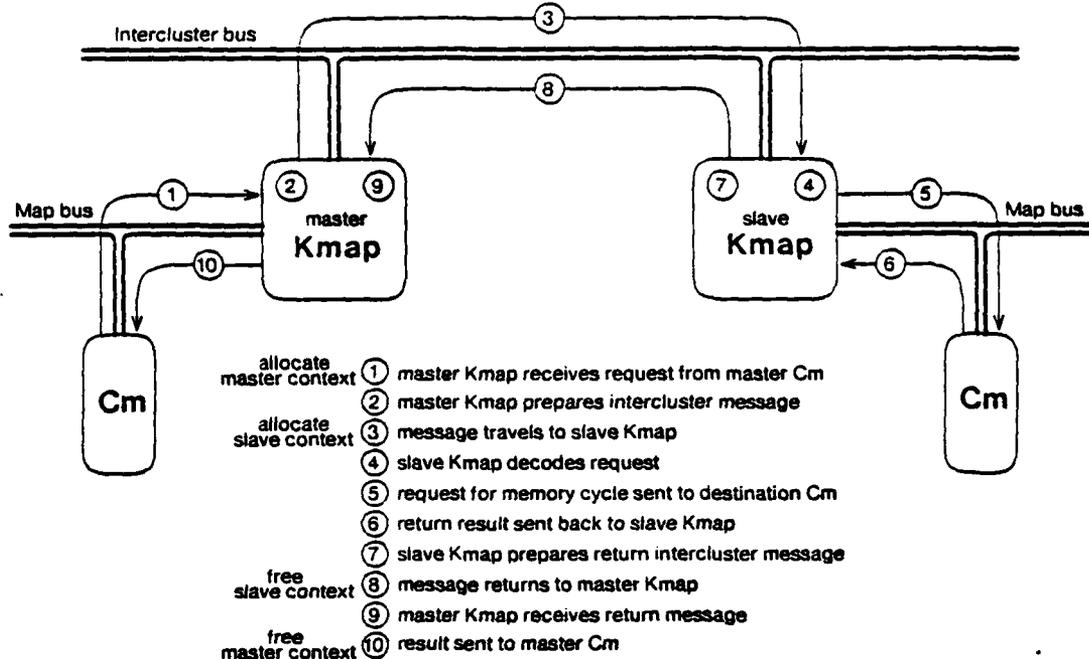 ③
Intercluster bus
⑧
① ② ⑨ ⑦ ④ ⑤
Map bus
master
Kmap
slave
Kmap
Map bus
⑩
⑥
Cm
Cm
allocate
master context ① master Kmap receives request from master Cm
② master Kmap prepares intercluster message
allocate
slave context ③ message travels to slave Kmap
④ slave Kmap decodes request
⑤ request for memory cycle sent to destination Cm
⑥ return result sent back to slave Kmap
⑦ slave Kmap prepares return intercluster message
free
slave context ⑧ message returns to master Kmap
⑨ master Kmap receives return message
free
master context ⑩ result sent to master Cm